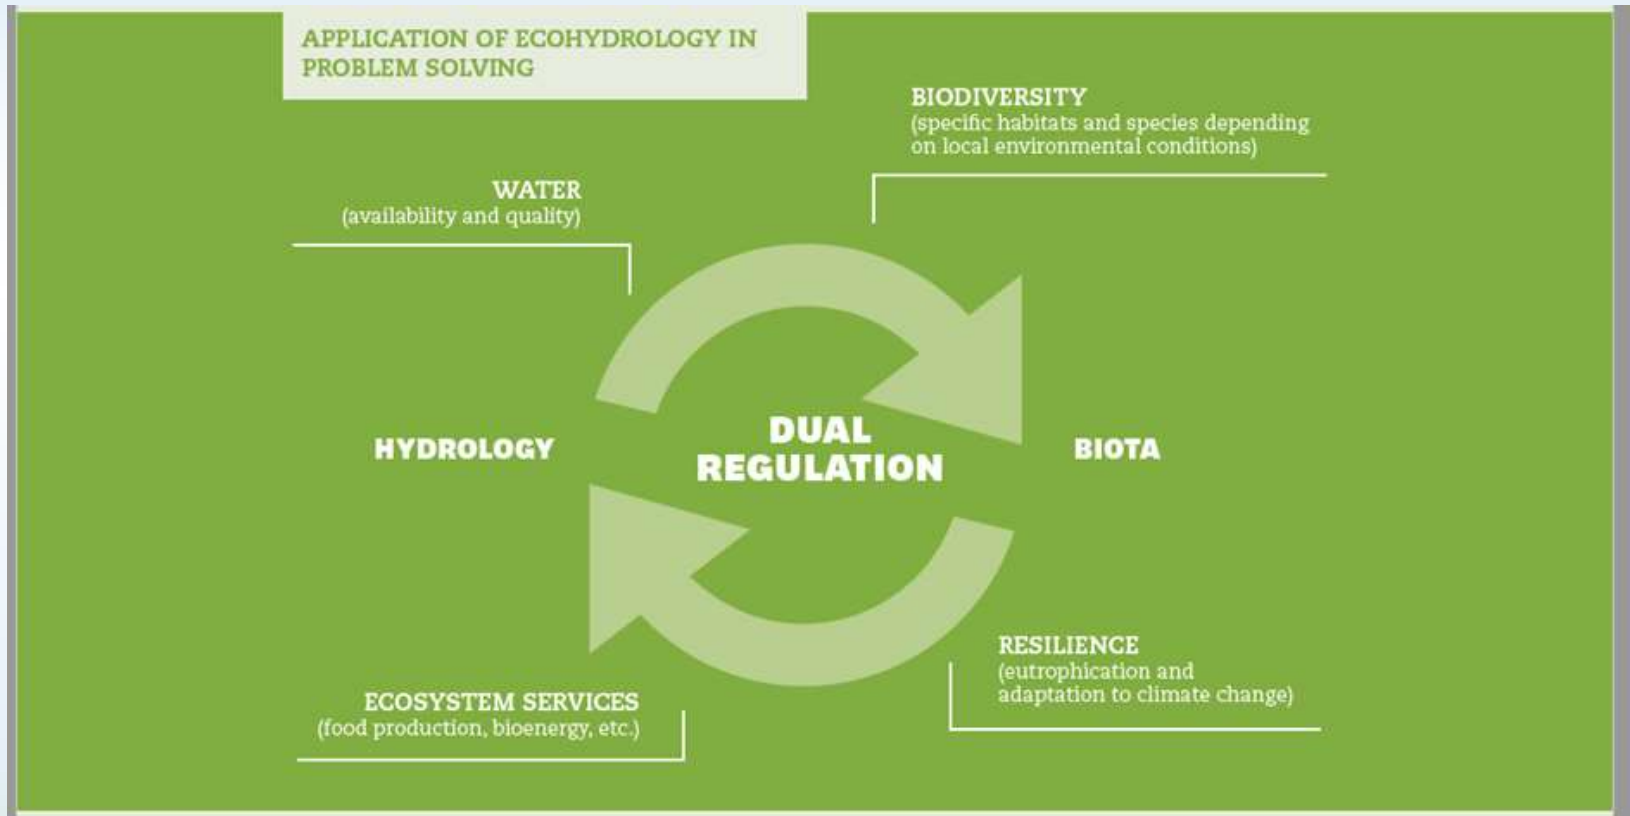 APPLICATION OF ECOHYDROLOGY IN
PROBLEM SOLVING
BIODIVERSITY
(specific habitats and species depending
on local environmental conditions)
WATER
(availability and quality)
HYDROLOGY
DUAL
REGULATION
BIOTA
RESILIENCE
(eutrophication and
adaptation to climate change)
ECOSYSTEM SERVICES
(food production, bioenergy, etc.)